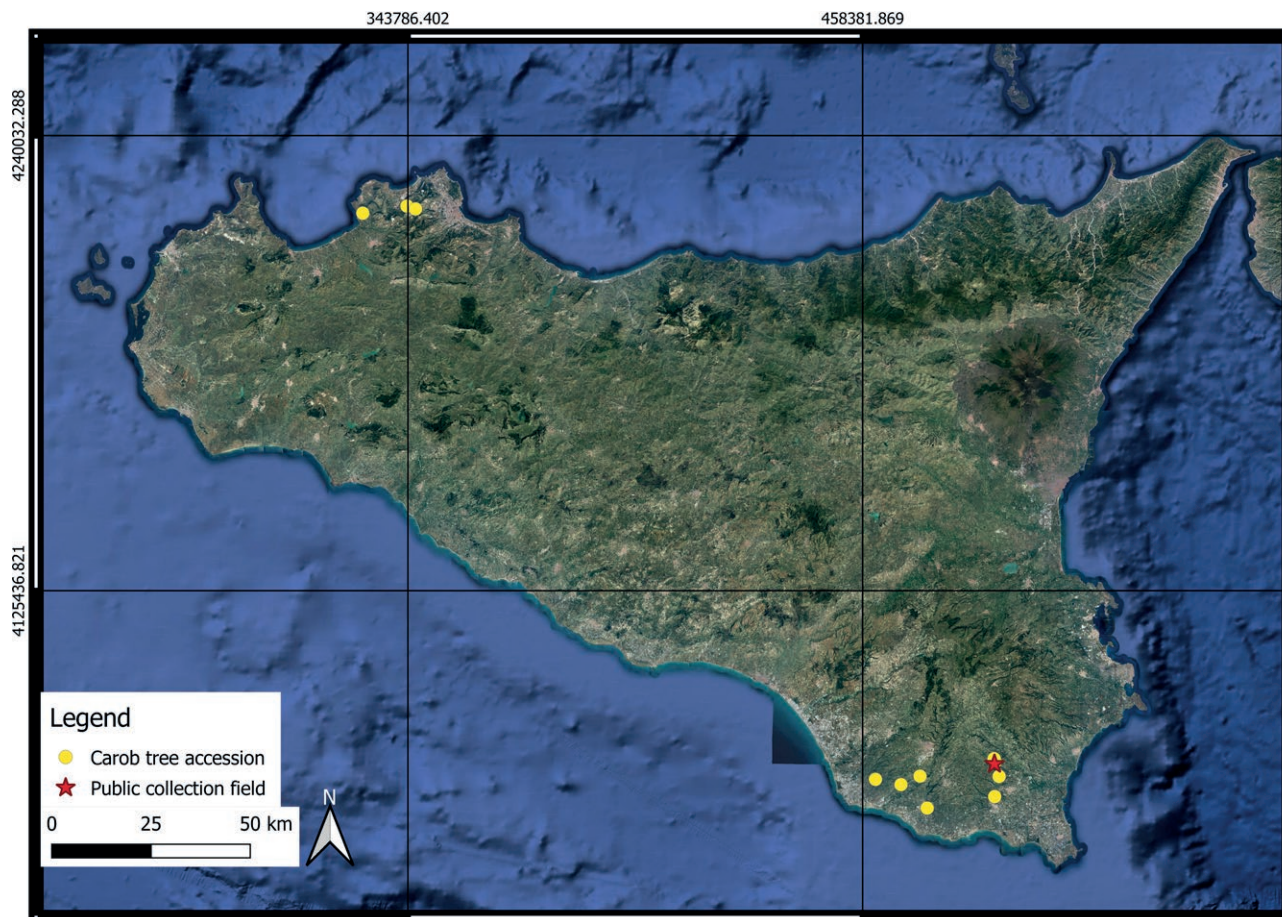 343786.402
458381.869
4240032.288
4125436.821
Legend
Carob tree accession
Public collection field
0 25 50 km
N